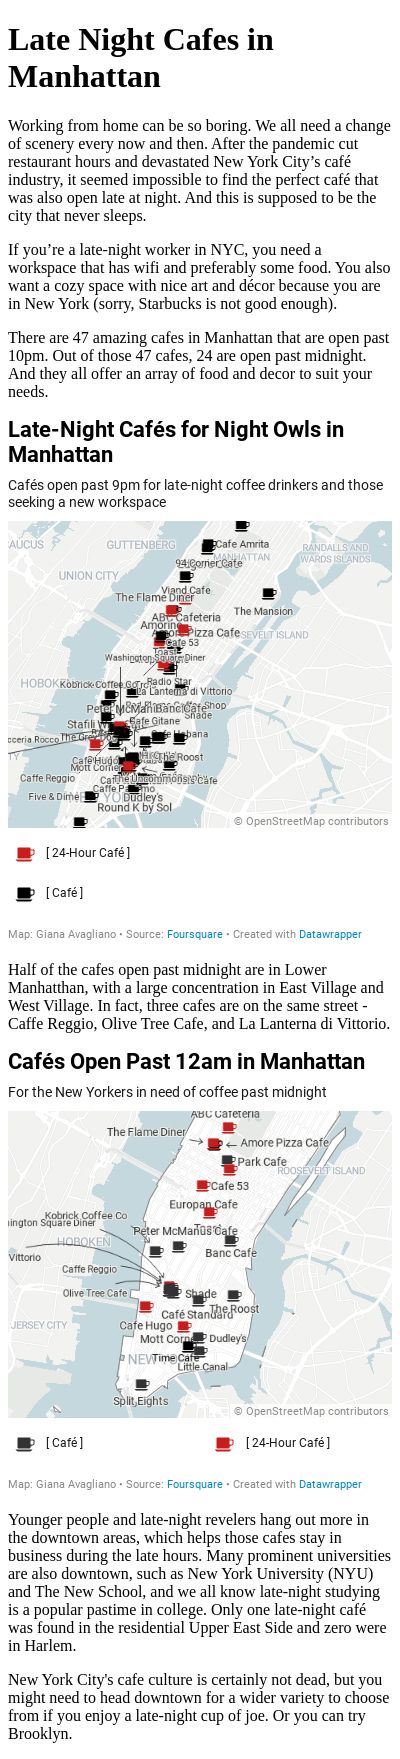 Late Night Cafes in
Manhattan
Working from home can be so boring. We all need a change
of scenery every now and then. After the pandemic cut
restaurant hours and devastated New York City’s café
industry, it seemed impossible to find the perfect café that
was also open late at night. And this is supposed to be the
city that never sleeps.
If you’re a late-night worker in NYC, you need a
workspace that has wifi and preferably some food. You also
want a cozy space with nice art and décor because you are
in New York (sorry, Starbucks is not good enough).
There are 47 amazing cafes in Manhattan that are open past
10pm. Out of those 47 cafes, 24 are open past midnight.
And they all offer an array of food and decor to suit your
needs.
Late-Night Cafés for Night Owls in
Manhattan
Cafés open past 9pm for late-night coffee drinkers and those
seeking a new workspace
AUCUS
GUTTENBERG
Cafe Amrita
RANDALLS AND
WARDS ISLANDS
MANHATTAN
94 Corner Cafe
UNION CITY
Viand Cafe
The Flame Diner
The Mansion
ABC Cafeteria
Amorino
Amore Pizza Cafe
SEVELT ISLAND
Cafe 53
Washington Square Diner
Radio Star
HOBOK
Kobrick Coffee Co
La Lanterna di Vittorio
Peter McManus Cafe
Banc Cafe
Shade
Stafili
Cafe Gitane
Cafe Habana
The Grey Dog
cceria Rocco
Roost
Cafe Hugo
Mott Corner
Caffe Reggio
The Uncommons
Cafe
Caffe Palermo
Five & Dime
Dudley's
Round K by Sol
© OpenStreetMap contributors
[ 24-Hour Café ]
[ Café ]
Map: Giana Avagliano • Source: Foursquare • Created with Datawrapper
Half of the cafes open past midnight are in Lower
Manhatthan, with a large concentration in East Village and
West Village. In fact, three cafes are on the same street -
Caffe Reggio, Olive Tree Cafe, and La Lanterna di Vittorio.
Cafés Open Past 12am in Manhattan
For the New Yorkers in need of coffee past midnight
ABC Cafeteria
The Flame Diner
Amore Pizza Cafe
Park Cafe
ROOSEVELT ISLAND
Cafe 53
Europan Cafe
Kobrick Coffee Co
ington Square Diner
Peter McManus Cafe
HOBOKEN
Banc Cafe
Vittorio
Caffe Reggio
Olive Tree Cafe
Shade
The Roost
Café Standard
JERSEY CITY
Cafe Hugo
Mott Corner
Dudley's
NEW
Time Cafe
Little Canal
Split Eights
© OpenStreetMap contributors
[ Café ]
[ 24-Hour Café ]
Map: Giana Avagliano • Source: Foursquare • Created with Datawrapper
Younger people and late-night revelers hang out more in
the downtown areas, which helps those cafes stay in
business during the late hours. Many prominent universities
are also downtown, such as New York University (NYU)
and The New School, and we all know late-night studying
is a popular pastime in college. Only one late-night café
was found in the residential Upper East Side and zero were
in Harlem.
New York City's cafe culture is certainly not dead, but you
might need to head downtown for a wider variety to choose
from if you enjoy a late-night cup of joe. Or you can try
Brooklyn.